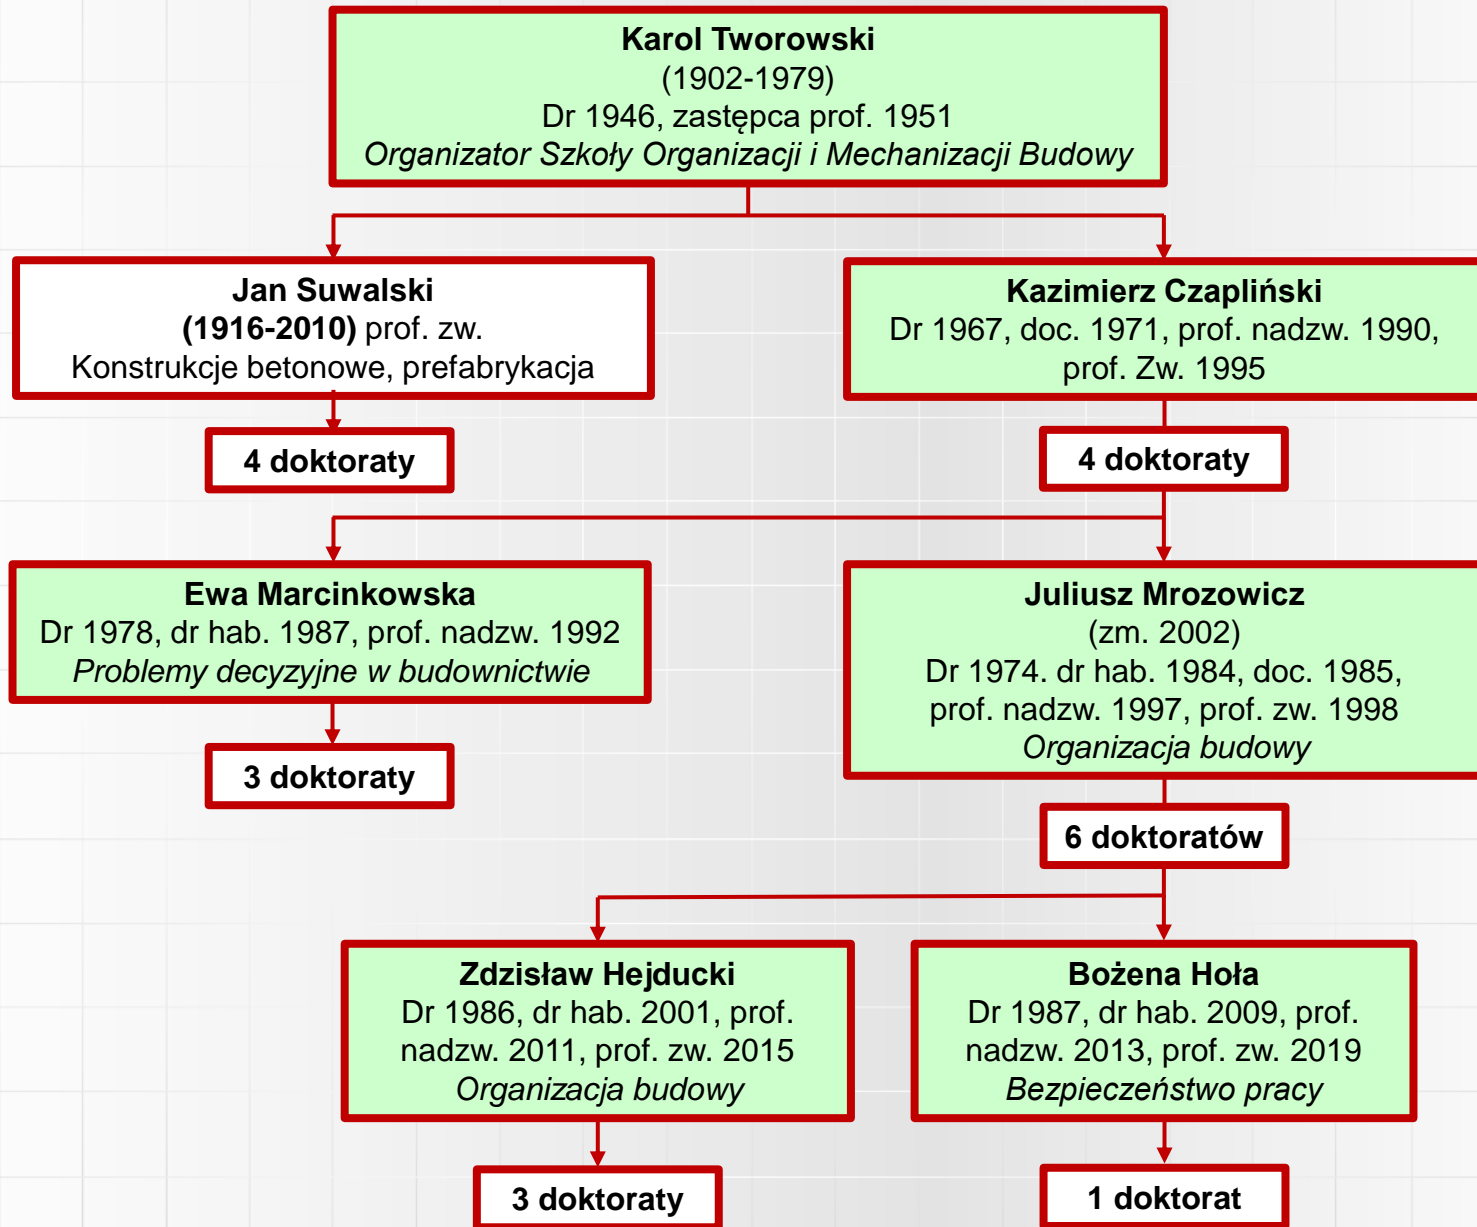 Karol Tworowski
(1902-1979)
Dr 1946, zastępca prof. 1951
Organizator Szkoły Organizacji i Mechanizacji Budowy
Jan Suwalski
(1916-2010) prof. zw.
Konstrukcje betonowe, prefabrykacja
Kazimierz Czapliński
Dr 1967, doc. 1971, prof. nadzw. 1990,
prof. Zw. 1995
4 doktoraty
4 doktoraty
Ewa Marcinkowska
Dr 1978, dr hab. 1987, prof. nadzw. 1992
Problemy decyzyjne w budownictwie
Juliusz Mrozowicz
(zm. 2002)
Dr 1974. dr hab. 1984, doc. 1985,
prof. nadzw. 1997, prof. zw. 1998
Organizacja budowy
3 doktoraty
6 doktoratów
Zdzisław Hejducki
Dr 1986, dr hab. 2001, prof.
nadzw. 2011, prof. zw. 2015
Organizacja budowy
Bożena Hoła
Dr 1987, dr hab. 2009, prof.
nadzw. 2013, prof. zw. 2019
Bezpieczeństwo pracy
3 doktoraty
1 doktorat